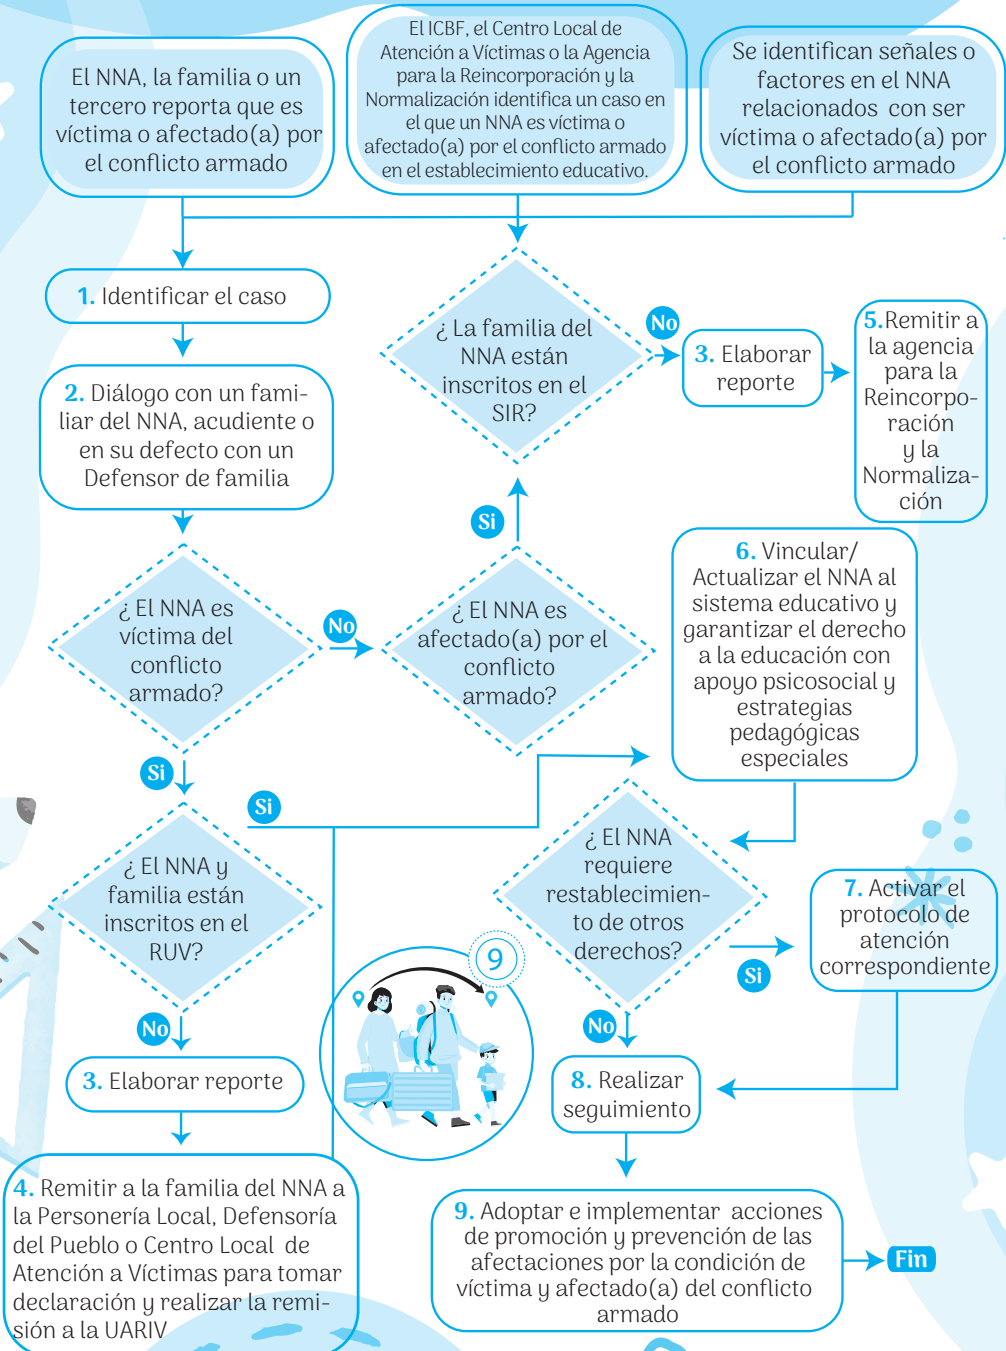 El NNA, la familia o un
tercero reporta que es
víctima o afectado(a) por
el conflicto armado
El ICBF, el Centro Local de
Atención a Víctimas o la Agencia
para la Reincorporación y la
Normalización identifica un caso en
el que un NNA es víctima o
afectado(a) por el conflicto armado
en el establecimiento educativo.
Se identifican señales o
factores en el NNA
relacionados con ser
víctima o afectado(a) por
el conflicto armado
1. Identificar el caso
2. Diálogo con un fami-
liar del NNA, acudiente o
en su defecto con un
Defensor de familia
¿ La familia del
NNA están
inscritos en el
SIR?
No
3. Elaborar
reporte
5.Remitir a
la agencia
para la
Reincorpo-
ración
y la
Normaliza-
ción
Si
¿ El NNA es
víctima del
conflicto
armado?
No
¿ El NNA es
afectado(a) por el
conflicto
armado?
6. Vincular/
Actualizar el NNA al
sistema educativo y
garantizar el derecho
a la educación con
apoyo psicosocial y
estrategias
pedagógicas
especiales
Si
Si
¿ El NNA y
familia están
inscritos en el
RUV?
¿ El NNA
requiere
restablecimien-
to de otros
derechos?
7. Activar el
protocolo de
atención
correspondiente
Si
9
No
No
3. Elaborar reporte
8. Realizar
seguimiento
4. Remitir a la familia del NNA a
la Personería Local, Defensoría
del Pueblo o Centro Local de
Atención a Víctimas para tomar
declaración y realizar la remi-
sión a la UARIV
9. Adoptar e implementar acciones
de promoción y prevención de las
afectaciones por la condición de
víctima y afectado(a) del conflicto
armado
Fin